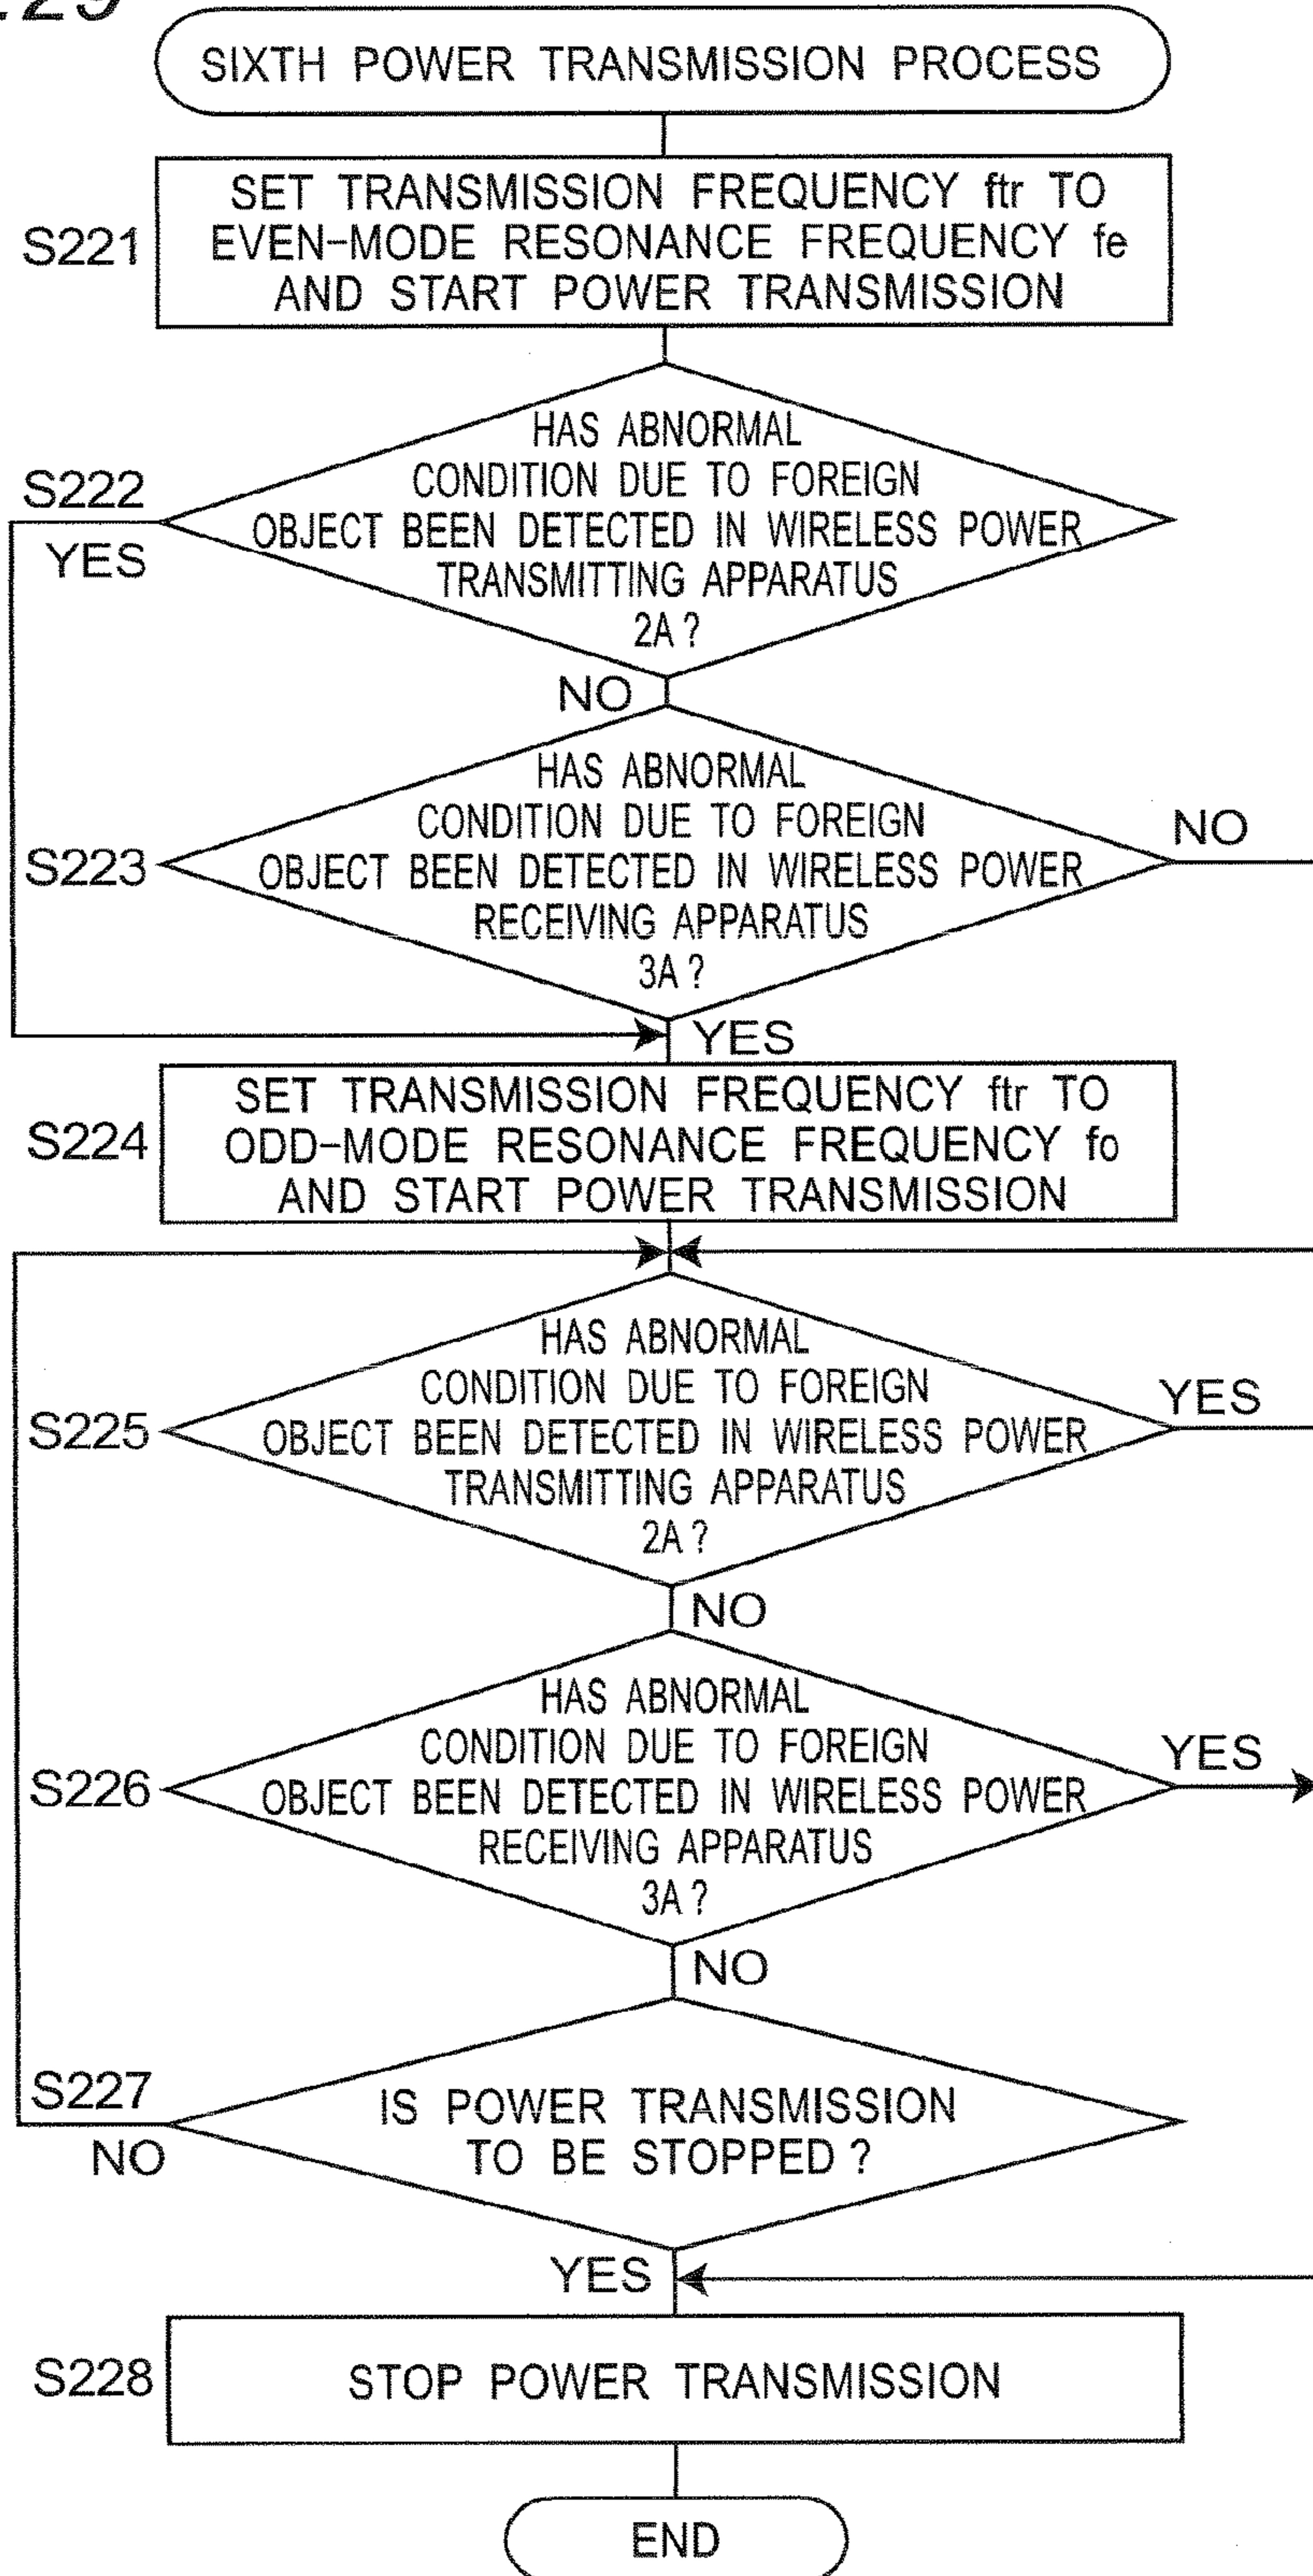 SIXTH POWER TRANSMISSION PROCESS
S221
SET TRANSMISSION FREQUENCY ftr TO
EVEN-MODE RESONANCE FREQUENCY fe
AND START POWER TRANSMISSION
S222
YES
HAS ABNORMAL
CONDITION DUE TO FOREIGN
OBJECT BEEN DETECTED IN WIRELESS POWER
TRANSMITTING APPARATUS
2A ?
NO
S223
HAS ABNORMAL
CONDITION DUE TO FOREIGN
OBJECT BEEN DETECTED IN WIRELESS POWER
RECEIVING APPARATUS
3A ?
NO
YES
S224
SET TRANSMISSION FREQUENCY ftr TO
ODD-MODE RESONANCE FREQUENCY fo
AND START POWER TRANSMISSION
S225
HAS ABNORMAL
CONDITION DUE TO FOREIGN
OBJECT BEEN DETECTED IN WIRELESS POWER
TRANSMITTING APPARATUS
2A ?
YES
NO
S226
HAS ABNORMAL
CONDITION DUE TO FOREIGN
OBJECT BEEN DETECTED IN WIRELESS POWER
RECEIVING APPARATUS
3A ?
YES
NO
S227
NO
IS POWER TRANSMISSION
TO BE STOPPED ?
YES
S228
STOP POWER TRANSMISSION
END